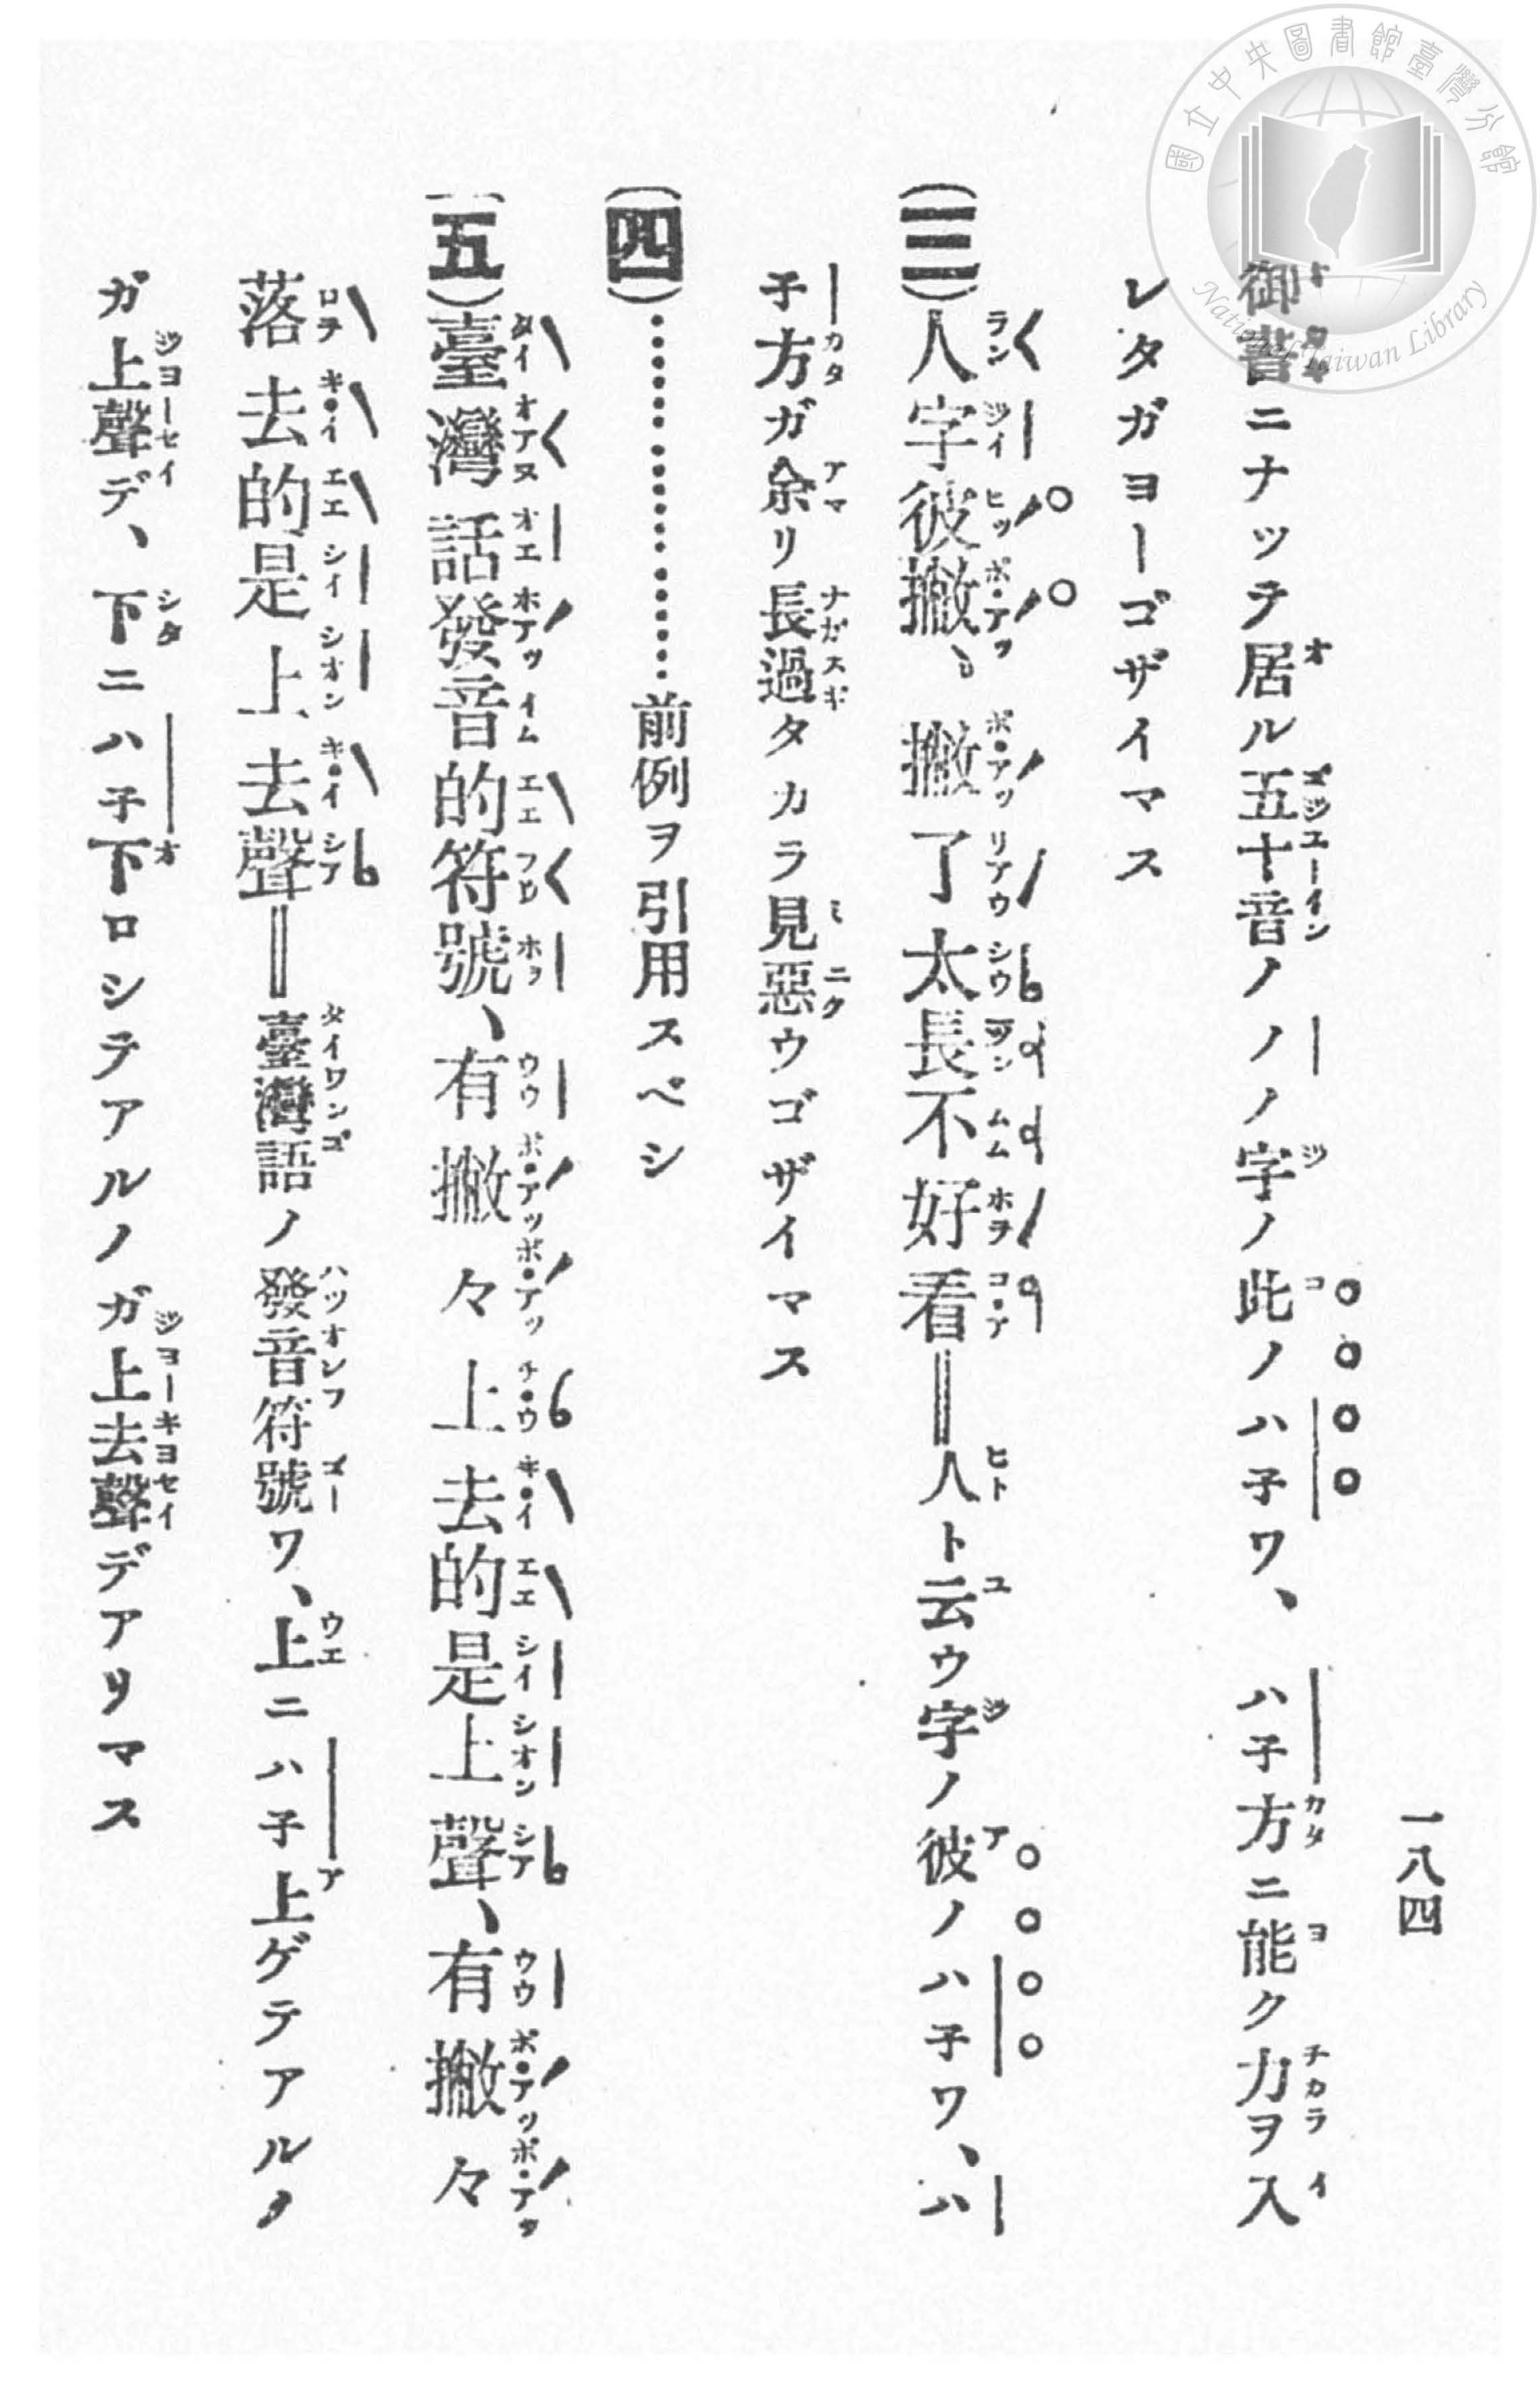 一八四
御書ニナッテ居ル五十音ノノノ字ノ此ノハ子ワ、ハ子方ニ能ク力ヲ入
レタガヨーゴザイマス
(三)人字彼撇、撇了太長不好看＝人ト云ウ字ノ彼ノハ子ワ、ハ
子方ガ余リ長過タカラ見惡ウゴザイマス
(四)……………前例ヲ引用スベシ
(五)臺灣話發音的符號、有撇々上去的是上聲、有撇々
落去的是上去聲＝臺灣語ノ發音符號ワ、上ニハ子上ゲテアルノ
ガ上聲デ、下ニハ子下ロシテアルノガ上去聲デアリマス
國立中央圖書館臺灣分館
National Taiwan Library